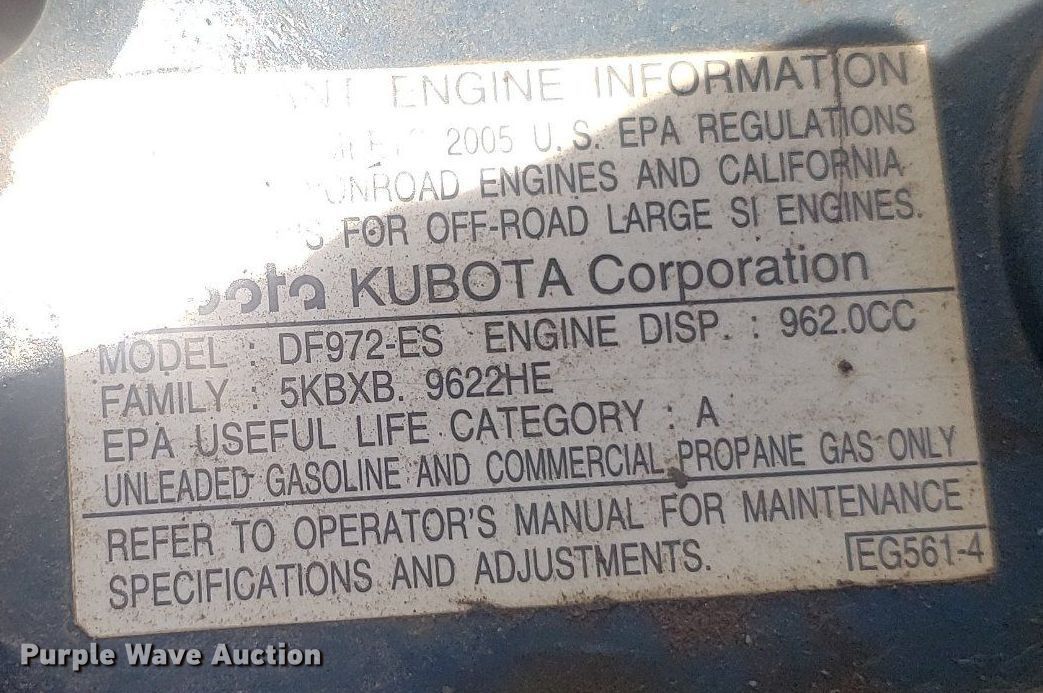 ENGINE INFORMATION
2005 U.S. EPA REGULATIONS
ENGINES AND CALIFORNIA
FOR OFF-ROAD LARGE SI ENGINES.
KUBOTA Corporation
MODEL : DF972-ES ENGINE DISP. : 962.0CC
FAMILY : 5KBXB. 9622HE
EPA USEFUL LIFE CATEGORY : A
UNLEADED GASOLINE AND COMMERCIAL PROPANE GAS ONLY
REFER TO OPERATOR'S MANUAL FOR MAINTENANCE
SPECIFICATIONS AND ADJUSTMENTS.
EG561-4
Purple Wave Auction